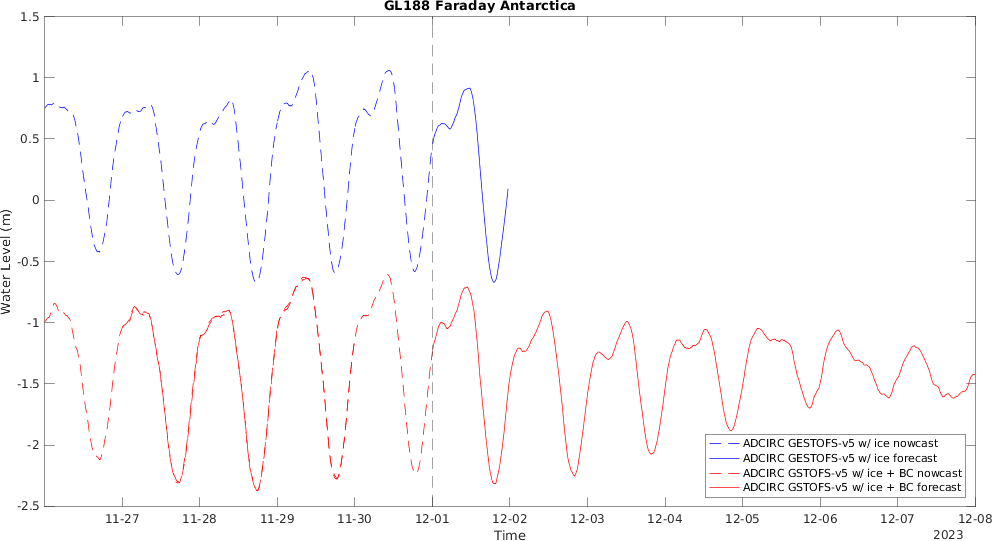 GL188 Faraday Antarctica
1.5
1
0.5
0
-0.5
-1
-1.5
-2
-2.5
Water Level (m)
11-27 11-28 11-29 11-30 12-01 12-02 12-03 12-04 12-05 12-06 12-07 12-08
Time
2023
ADCIRC GESTOFS-v5 w/ ice nowcast
ADCIRC GESTOFS-v5 w/ ice forecast
ADCIRC GSTOFS-v5 w/ ice + BC nowcast
ADCIRC GSTOFS-v5 w/ ice + BC forecast